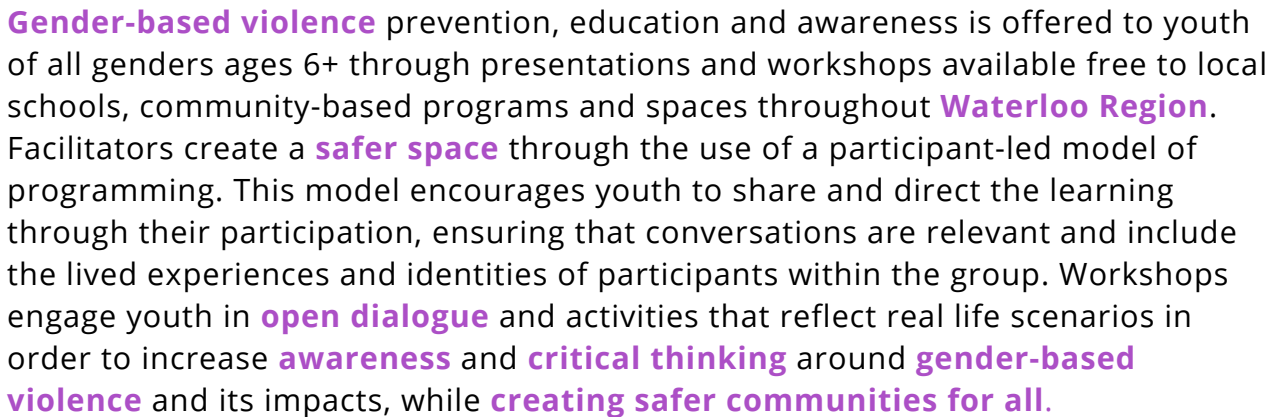 Gender-based violence prevention, education and awareness is offered to youth
of all genders ages 6+ through presentations and workshops available free to local
schools, community-based programs and spaces throughout Waterloo Region.
Facilitators create a safer space through the use of a participant-led model of
programming. This model encourages youth to share and direct the learning
through their participation, ensuring that conversations are relevant and include
the lived experiences and identities of participants within the group. Workshops
engage youth in open dialogue and activities that reflect real life scenarios in
order to increase awareness and critical thinking around gender-based
violence and its impacts, while creating safer communities for all.